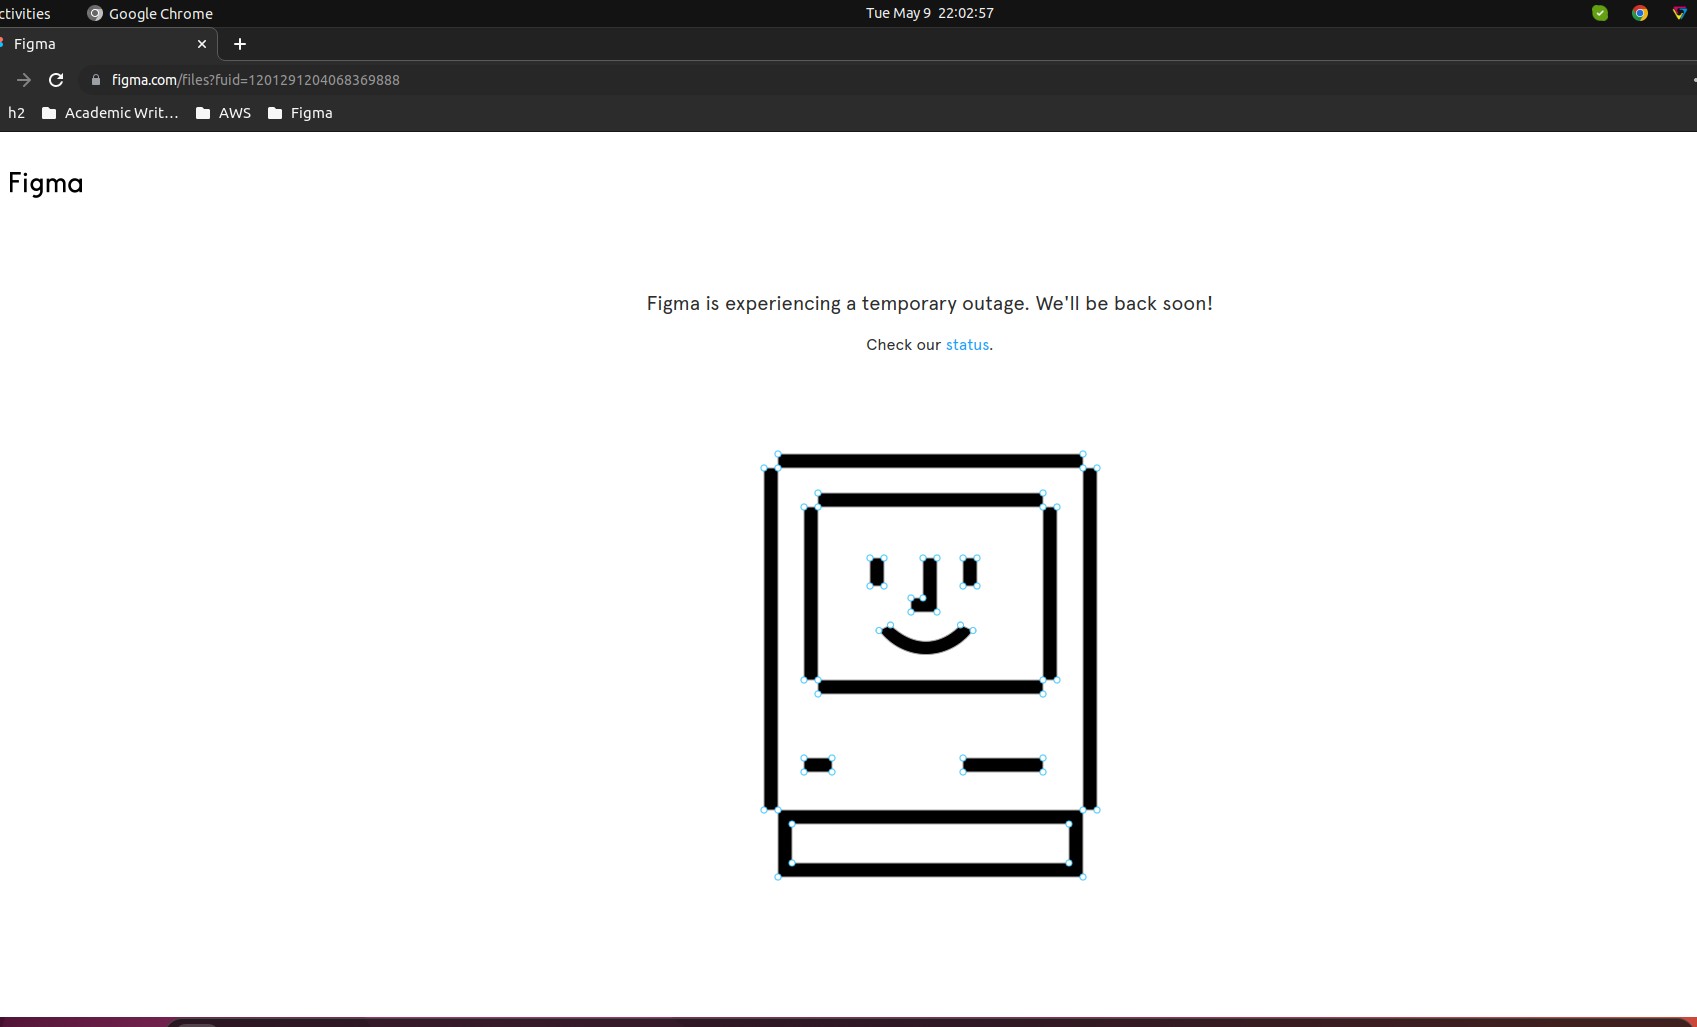 ctivities Google Chrome Tue May 9 22:02:57
Figma
figma.com/files?fuid=1201291204068369888
h2 Academic Writ... AWS Figma
Figma
Figma is experiencing a temporary outage. We'll be back soon!
Check our status.